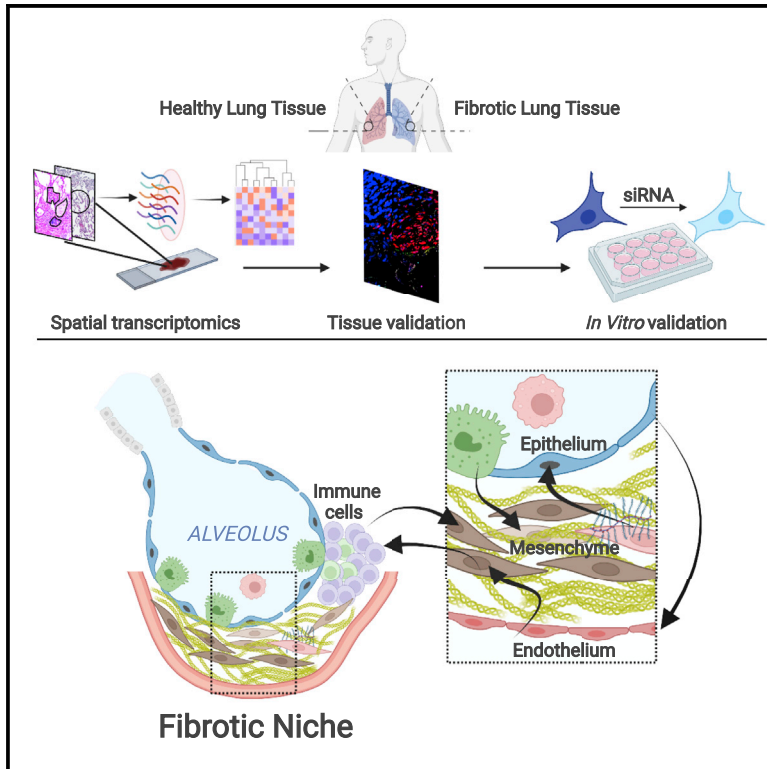 Healthy Lung Tissue
Fibrotic Lung Tissue
siRNA
Spatial transcriptomics
Tissue validation
In Vitro validation
Immune
cells
ALVEOLUS
Epithelium
Mesenchyme
Endothelium
Fibrotic Niche